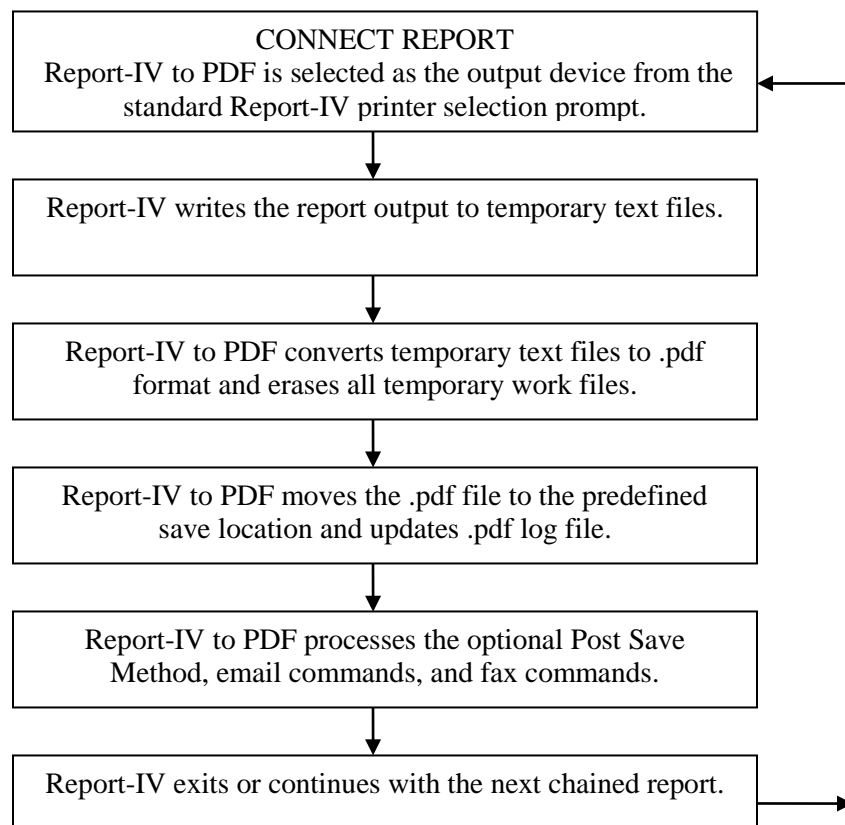 CONNECT REPORT
Report-IV to PDF is selected as the output device from the
standard Report-IV printer selection prompt.
Report-IV writes the report output to temporary text files.
Report-IV to PDF converts temporary text files to .pdf
format and erases all temporary work files.
Report-IV to PDF moves the .pdf file to the predefined
save location and updates .pdf log file.
Report-IV to PDF processes the optional Post Save
Method, email commands, and fax commands.
Report-IV exits or continues with the next chained report.